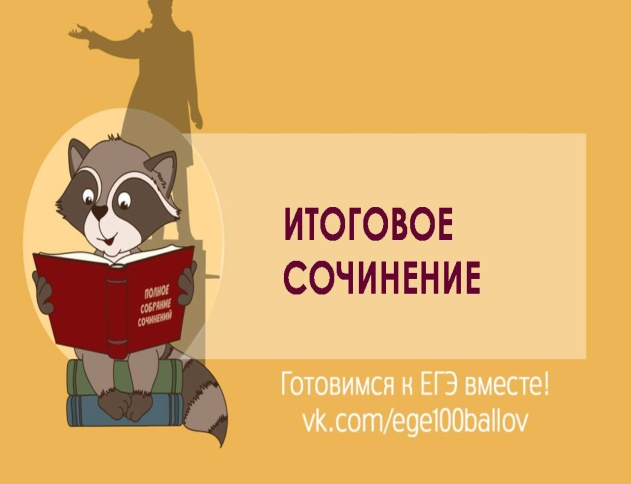 ИТОГОВОЕ
СОЧИНЕНИЕ
ПОЛНОЕ
СОБРАНИЕ
СОЧИНЕНИЙ
Готовимся к ЕГЭ вместе!
vk.com/ege100ballov